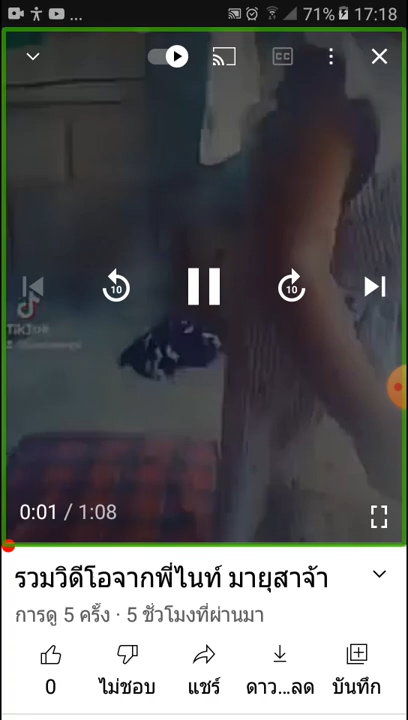 71% 17:18
CC
10 10
TikTok
0:01 / 1:08
รวมวิดีโอจากพี่ไนท์ มายุสาจ้า
การดู 5 ครั้ง · 5 ชั่วโมงที่ผ่านมา
0 ไม่ชอบ แชร์ ดาว...ลด บันทึก